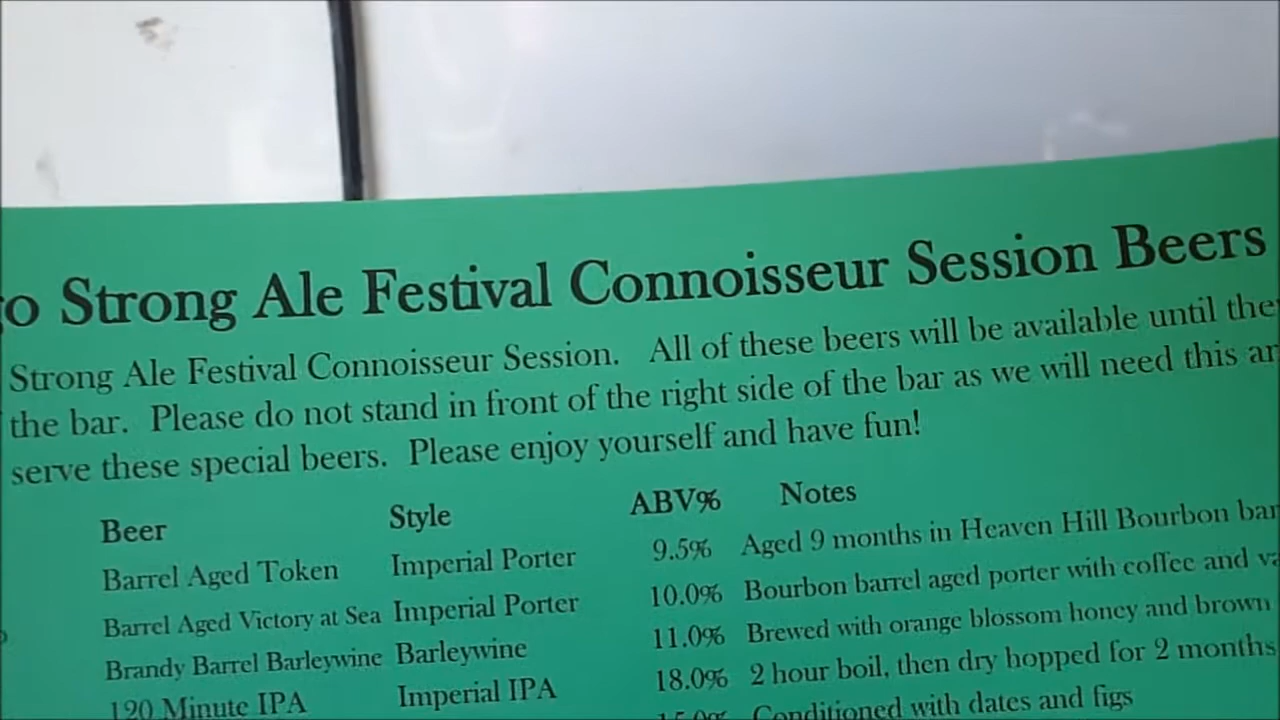 o Strong Ale Festival Connoisseur Session Beers
Strong Ale Festival Connoisseur Session. All of these beers will be available until the
the bar. Please do not stand in front of the right side of the bar as we will need this ar
serve these special beers. Please enjoy yourself and have fun!
Beer Style ABV% Notes
Barrel Aged Token Imperial Porter 9.5% Aged 9 months in Heaven Hill Bourbon bar
Barrel Aged Victory at Sea Imperial Porter 10.0% Bourbon barrel aged porter with coffee and va
Brandy Barrel Barleywine Barleywine 11.0% Brewed with orange blossom honey and brown
120 Minute IPA Imperial IPA 18.0% 2 hour boil, then dry hopped for 2 months
15.0% Conditioned with dates and figs